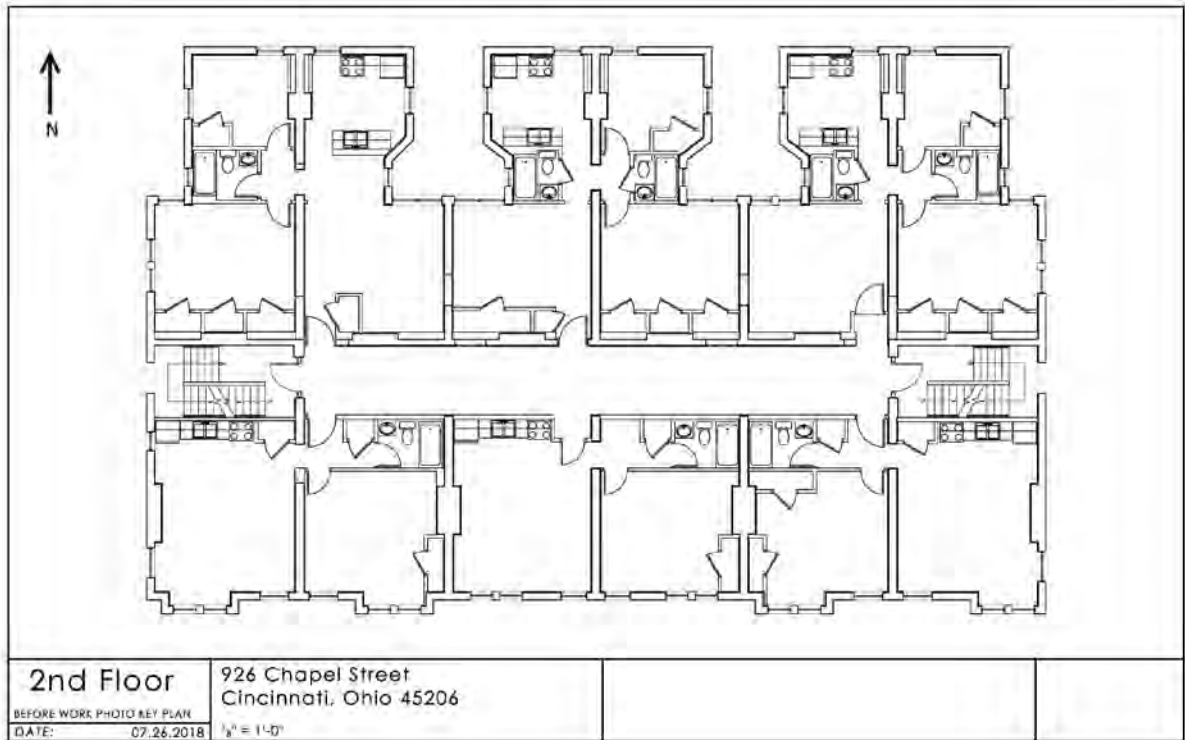 N
2nd Floor
BEFORE WORK PHOTO KEY PLAN
DATE: 07.26.2018
926 Chapel Street
Cincinnati, Ohio 45206
⅛" = 1'-0"